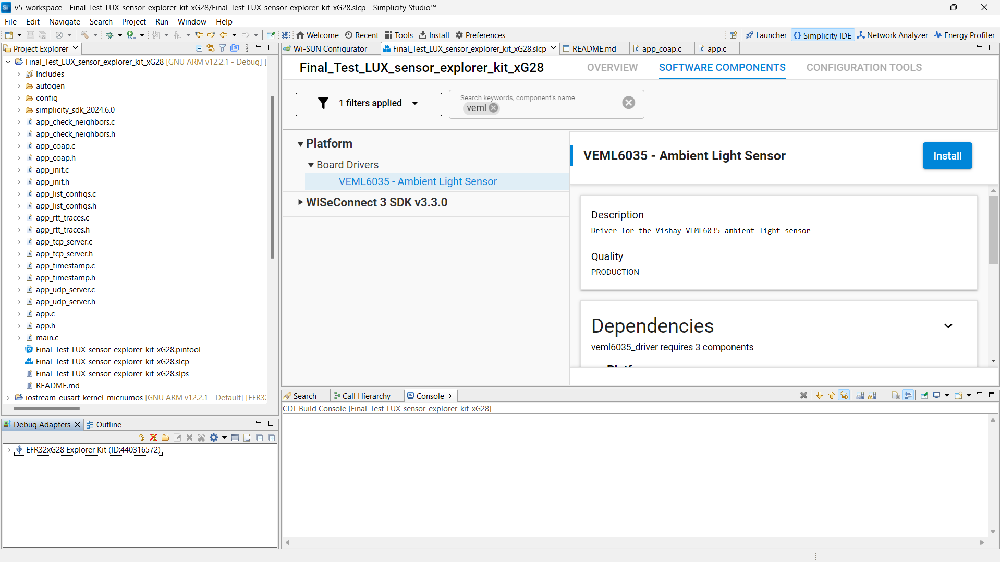 v5_workspace - Final_Test_LUX_sensor_explorer_kit_xG28/Final_Test_LUX_sensor_explorer_kit_xG28.slcp - Simplicity Studio™
File Edit Navigate Search Project Run Window Help
Welcome Recent Tools Install Preferences
Launcher {} Simplicity IDE Network Analyzer Energy Profiler
Project Explorer
Final_Test_LUX_sensor_explorer_kit_xG28 [GNU ARM v12.2.1 - Debug] [
Includes
autogen
config
simplicity_sdk_2024.6.0
app_check_neighbors.c
app_check_neighbors.h
app_coap.c
app_coap.h
app_init.c
app_init.h
app_list_configs.c
app_list_configs.h
app_rtt_traces.c
app_rtt_traces.h
app_tcp_server.c
app_tcp_server.h
app_timestamp.c
app_timestamp.h
app_udp_server.c
app_udp_server.h
app.c
app.h
main.c
Final_Test_LUX_sensor_explorer_kit_xG28.pintool
Final_Test_LUX_sensor_explorer_kit_xG28.slcp
Final_Test_LUX_sensor_explorer_kit_xG28.slps
README.md
iostream_eusart_kernel_micriumos [GNU ARM v12.2.1 - Default] [EFR32
Debug Adapters Outline
EFR32xG28 Explorer Kit (ID:440316572)
Wi-SUN Configurator Final_Test_LUX_sensor_explorer_kit_xG28.slcp README.md app_coap.c app.c
Final_Test_LUX_sensor_explorer_kit_xG28 OVERVIEW SOFTWARE COMPONENTS CONFIGURATION TOOLS
1 filters applied
Search keywords, component's name
veml
Platform
Board Drivers
VEML6035 - Ambient Light Sensor
WiSeConnect 3 SDK v3.3.0
VEML6035 - Ambient Light Sensor
Install
Description
Driver for the Vishay VEML6035 ambient light sensor
Quality
PRODUCTION
Dependencies
veml6035_driver requires 3 components
Search Call Hierarchy Console
CDT Build Console [Final_Test_LUX_sensor_explorer_kit_xG28]